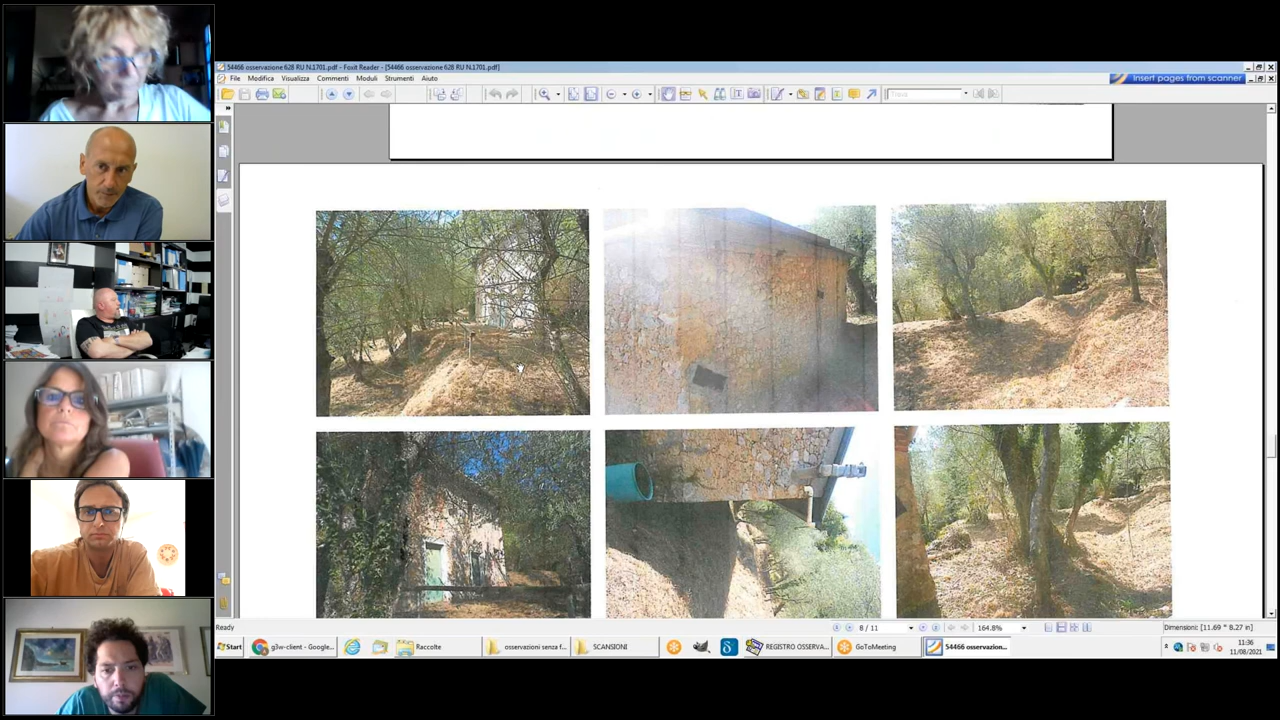 54466 osservazione 628 RU N.1701.pdf - Foxit Reader - [54466 osservazione 628 RU N.1701.pdf]
File Modifica Visualizza Commenti Moduli Strumenti Aiuto
Insert pages from scanner
Trova
Ready
8 / 11
164.8%
Dimensioni: [11.69 * 8.27 in]
Start
g3w-client - Google...
Raccolte
osservazioni senza f...
SCANSIONI
REGISTRO OSSERVA...
GoToMeeting
54466 osservazion...
11:36
11/08/2021